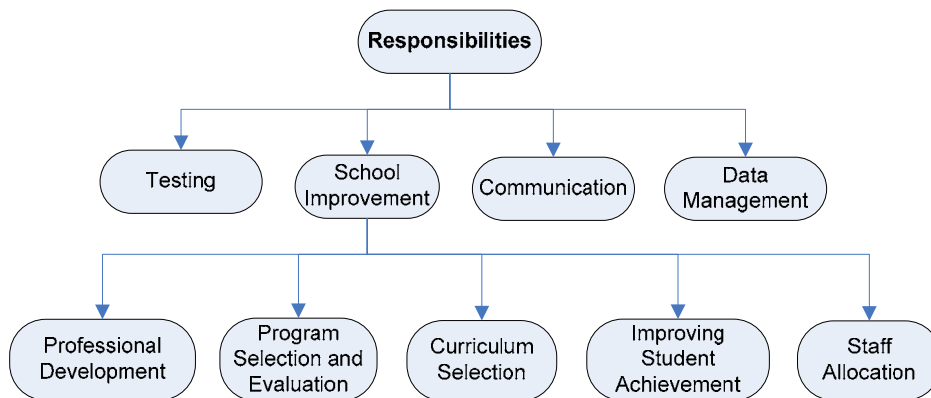 Responsibilities
Testing
School
Improvement
Communication
Data
Management
Professional
Development
Program
Selection and
Evaluation
Curriculum
Selection
Improving
Student
Achievement
Staff
Allocation